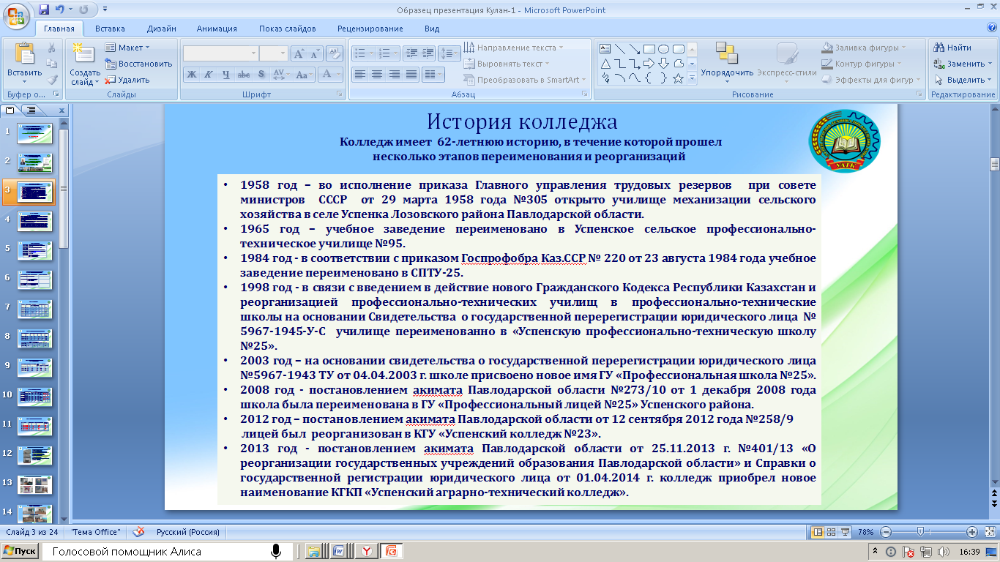 Образец презентация Кулан-1 - Microsoft PowerPoint
Главная Вставка Дизайн Анимация Показ слайдов Рецензирование Вид
Вставить
Буфер о...
Создать слайд
Макет
Восстановить
Удалить
Слайды
Ж К Ч abc S AV Aa A
Шрифт
Направление текста
Выровнять текст
Преобразовать в SmartArt
Абзац
Упорядочить
Экспресс-стили
Заливка фигуры
Контур фигуры
Эффекты для фигур
Рисование
Найти
Заменить
Выделить
Редактирование
1
2
3
4
5
6
7
8
9
10
11
12
13
14
История колледжа
Колледж имеет 62-летнюю историю, в течение которой прошел
несколько этапов переименования и реорганизаций
УАТК
• 1958 год – во исполнение приказа Главного управления трудовых резервов при совете
министров СССР от 29 марта 1958 года №305 открыто училище механизации сельского
хозяйства в селе Успенка Лозовского района Павлодарской области.
• 1965 год – учебное заведение переименовано в Успенское сельское профессионально-
техническое училище №95.
• 1984 год - в соответствии с приказом Госпрофобра Каз.ССР № 220 от 23 августа 1984 года учебное
заведение переименовано в СПТУ-25.
• 1998 год - в связи с введением в действие нового Гражданского Кодекса Республики Казахстан и
реорганизацией профессионально-технических училищ в профессионально-технические
школы на основании Свидетельства о государственной перерегистрации юридического лица №
5967-1945-У-С училище переименованно в «Успенскую профессионально-техническую школу
№25».
• 2003 год – на основании свидетельства о государственной перерегистрации юридического лица
№5967-1943 ТУ от 04.04.2003 г. школе присвоено новое имя ГУ «Профессиональная школа №25».
• 2008 год - постановлением акимата Павлодарской области №273/10 от 1 декабря 2008 года
школа была переименована в ГУ «Профессиональный лицей №25» Успенского района.
• 2012 год – постановлением акимата Павлодарской области от 12 сентября 2012 года №258/9
лицей был реорганизован в КГУ «Успенский колледж №23».
• 2013 год - постановлением акимата Павлодарской области от 25.11.2013 г. №401/13 «О
реорганизации государственных учреждений образования Павлодарской области» и Справки о
государственной регистрации юридического лица от 01.04.2014 г. колледж приобрел новое
наименование КГКП «Успенский аграрно-технический колледж».
Слайд 3 из 24 "Тема Office" Русский (Россия) 78%
Пуск Голосовой помощник Алиса 16:39